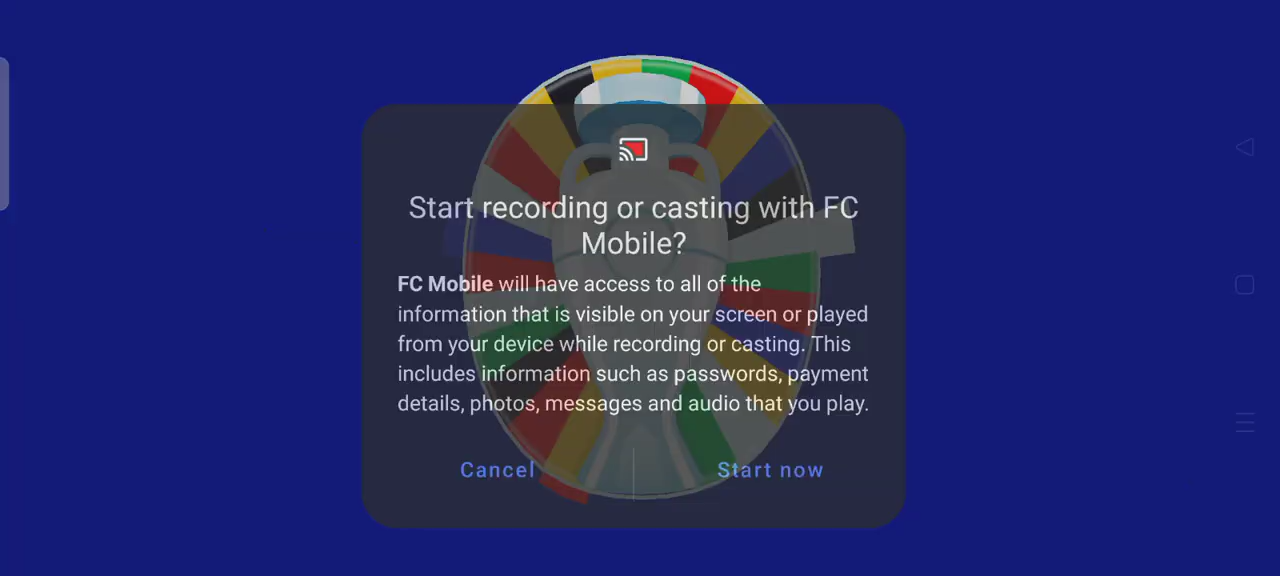 Start recording or casting with FC
Mobile?
FC Mobile will have access to all of the
information that is visible on your screen or played
from your device while recording or casting. This
includes information such as passwords, payment
details, photos, messages and audio that you play.
Cancel
Start now